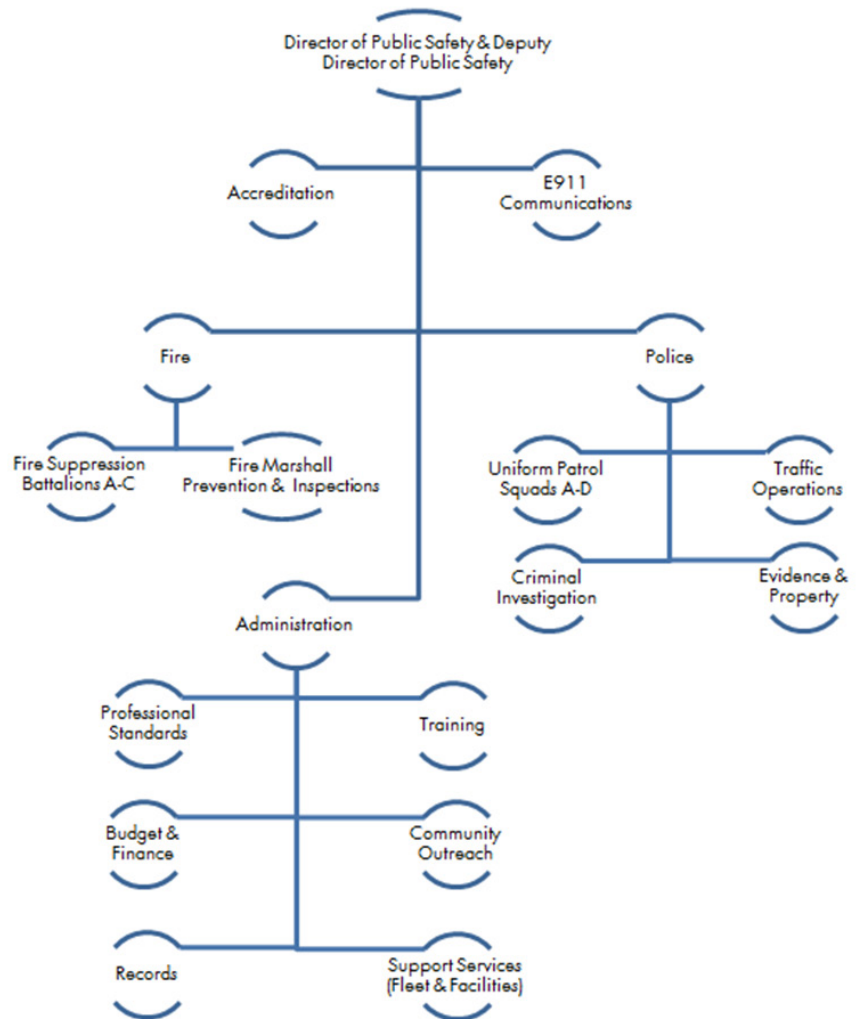 Director of Public Safety & Deputy
Director of Public Safety
Accreditation
E911
Communications
Fire
Police
Fire Suppression
Battalions A-C
Fire Marshall
Prevention & Inspections
Uniform Patrol
Squads A-D
Traffic
Operations
Criminal
Investigation
Evidence &
Property
Administration
Professional
Standards
Training
Budget &
Finance
Community
Outreach
Records
Support Services
(Fleet & Facilities)